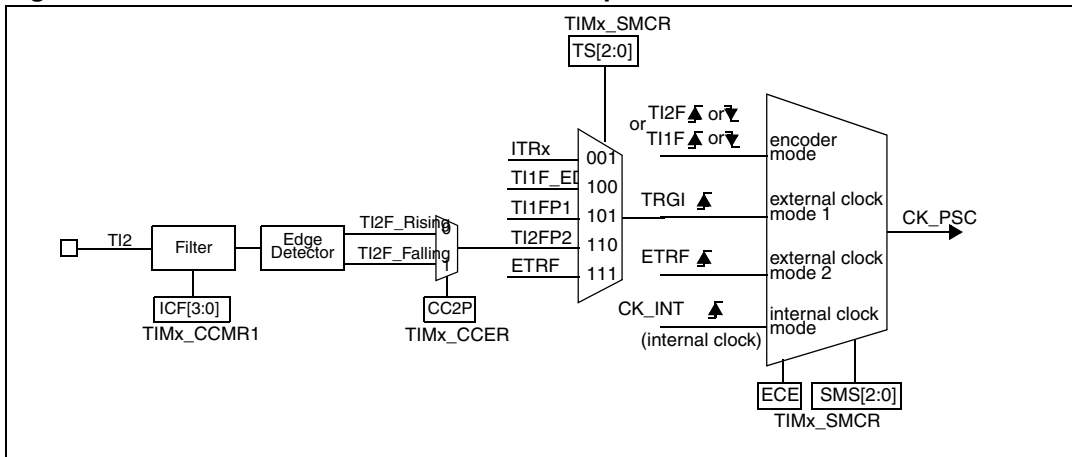 TIMx_SMCR
TS[2:0]
or TI2F or
TI1F or
encoder mode
ITRx
001
TI1F_ED
100
TI1FP1
101
TI2FP2
110
ETRF
111
TRGI
external clock mode 1
CK_PSC
ETRF
external clock mode 2
CK_INT
(internal clock)
internal clock mode
TI2
Filter
Edge Detector
TI2F_Rising
0
TI2F_Falling
1
ICF[3:0]
TIMx_CCMR1
CC2P
TIMx_CCER
ECE
SMS[2:0]
TIMx_SMCR